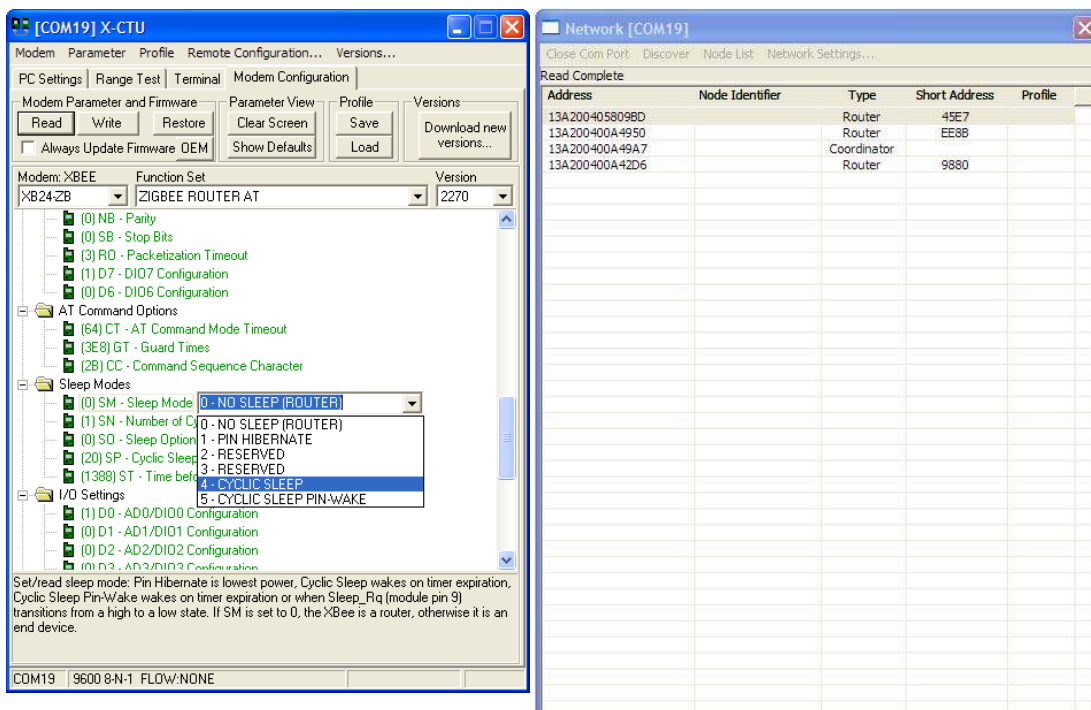 [COM19] X-CTU
Modem Parameter Profile Remote Configuration... Versions...
PC Settings Range Test Terminal Modem Configuration
Modem Parameter and Firmware Parameter View Profile Versions
Read Write Restore Clear Screen Save Download new versions...
Always Update Firmware OEM Show Defaults Load
Modem: XBEE Function Set Version
XB24-ZB ZIGBEE ROUTER AT 2270
(0) NB - Parity
(0) SB - Stop Bits
(3) RO - Packetization Timeout
(1) D7 - DIO7 Configuration
(0) D6 - DIO6 Configuration
AT Command Options
(64) CT - AT Command Mode Timeout
(3E8) GT - Guard Times
(2B) CC - Command Sequence Character
Sleep Modes
(0) SM - Sleep Mode 0 - NO SLEEP (ROUTER)
(1) SN - Number of Cy
(0) SO - Sleep Option
(20) SP - Cyclic Sleep
(1388) ST - Time befo
0 - NO SLEEP (ROUTER)
1 - PIN HIBERNATE
2 - RESERVED
3 - RESERVED
4 - CYCLIC SLEEP
5 - CYCLIC SLEEP PIN-WAKE
I/O Settings
(1) D0 - AD0/DIO0 Configuration
(0) D1 - AD1/DIO1 Configuration
(0) D2 - AD2/DIO2 Configuration
(0) D3 - AD3/DIO3 Configuration
Set/read sleep mode: Pin Hibernate is lowest power, Cyclic Sleep wakes on timer expiration,
Cyclic Sleep Pin-Wake wakes on timer expiration or when Sleep_Rq (module pin 9)
transitions from a high to a low state. If SM is set to 0, the XBee is a router, otherwise it is an
end device.
COM19 9600 8-N-1 FLOW:NONE
Network [COM19]
Close Com Port Discover Node List Network Settings...
Read Complete
Address Node Identifier Type Short Address Profile
13A200405809BD Router 45E7
13A200400A4950 Router EE8B
13A200400A49A7 Coordinator
13A200400A42D6 Router 9880